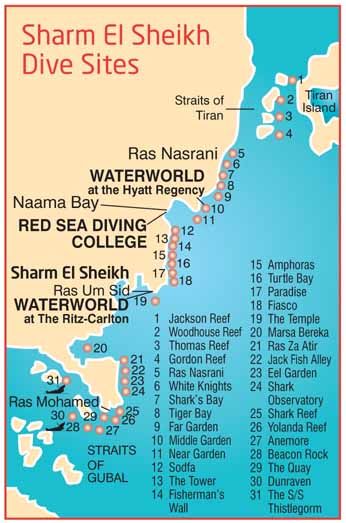 Sharm El Sheikh
Dive Sites
Straits of
Tiran
Tiran
Island
1
2
3
4
Ras Nasrani
5
6
7
8
9
WATERWORLD
at the Hyatt Regency
10
11
Naama Bay
RED SEA DIVING
COLLEGE
12
13
14
15
16
17
18
Sharm El Sheikh
Ras Um Sid
WATERWORLD
at The Ritz-Carlton
19
20
21
22
23
24
31
Ras Mohamed
25
26
27
28
29
30
STRAITS
OF
GUBAL
1 Jackson Reef
2 Woodhouse Reef
3 Thomas Reef
4 Gordon Reef
5 Ras Nasrani
6 White Knights
7 Shark's Bay
8 Tiger Bay
9 Far Garden
10 Middle Garden
11 Near Garden
12 Sodfa
13 The Tower
14 Fisherman's
Wall
15 Amphoras
16 Turtle Bay
17 Paradise
18 Fiasco
19 The Temple
20 Marsa Bereka
21 Ras Za Atir
22 Jack Fish Alley
23 Eel Garden
24 Shark
Observatory
25 Shark Reef
26 Yolanda Reef
27 Anemore
28 Beacon Rock
29 The Quay
30 Dunraven
31 The S/S
Thistlegorm